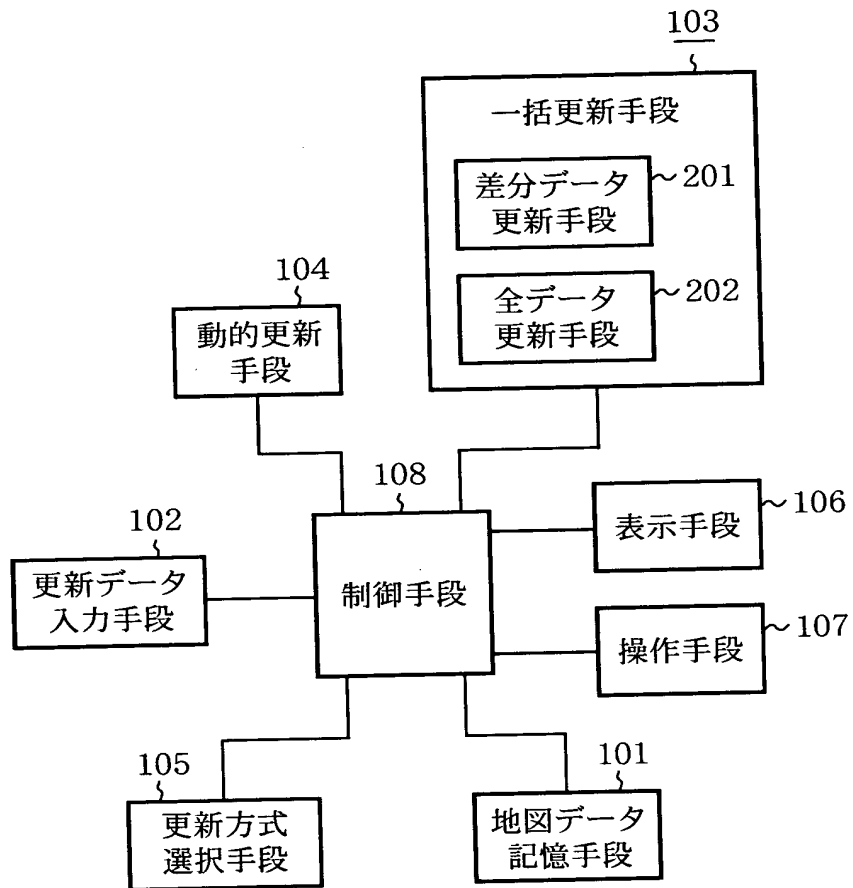 103
一括更新手段
差分データ
更新手段
201
全データ
更新手段
202
104
動的更新
手段
108
制御手段
102
更新データ
入力手段
表示手段
106
操作手段
107
105
更新方式
選択手段
101
地図データ
記憶手段